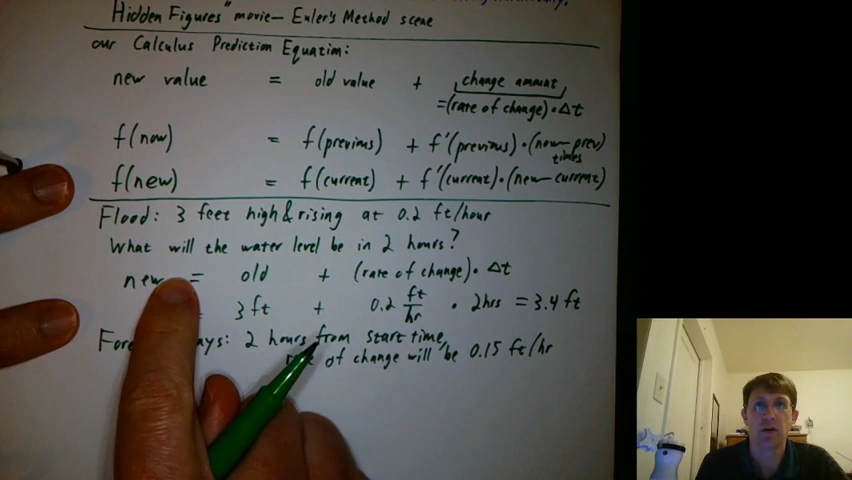 Hidden Figures" movie— Euler's Method scene
our Calculus Prediction Equation:
new value = old value + change amount
=(rate of change)·Δt
f(now) = f(previous) + f'(previous)·(now-prev)
times
f(new) = f(current) + f'(current)·(new-current)
Flood: 3 feet high & rising at 0.2 ft/hour
What will the water level be in 2 hours?
new = old + (rate of change)·Δt
= 3 ft + 0.2 ft/hr · 2hrs = 3.4 ft
2 hours from start time,
of change will be 0.15 ft/hr